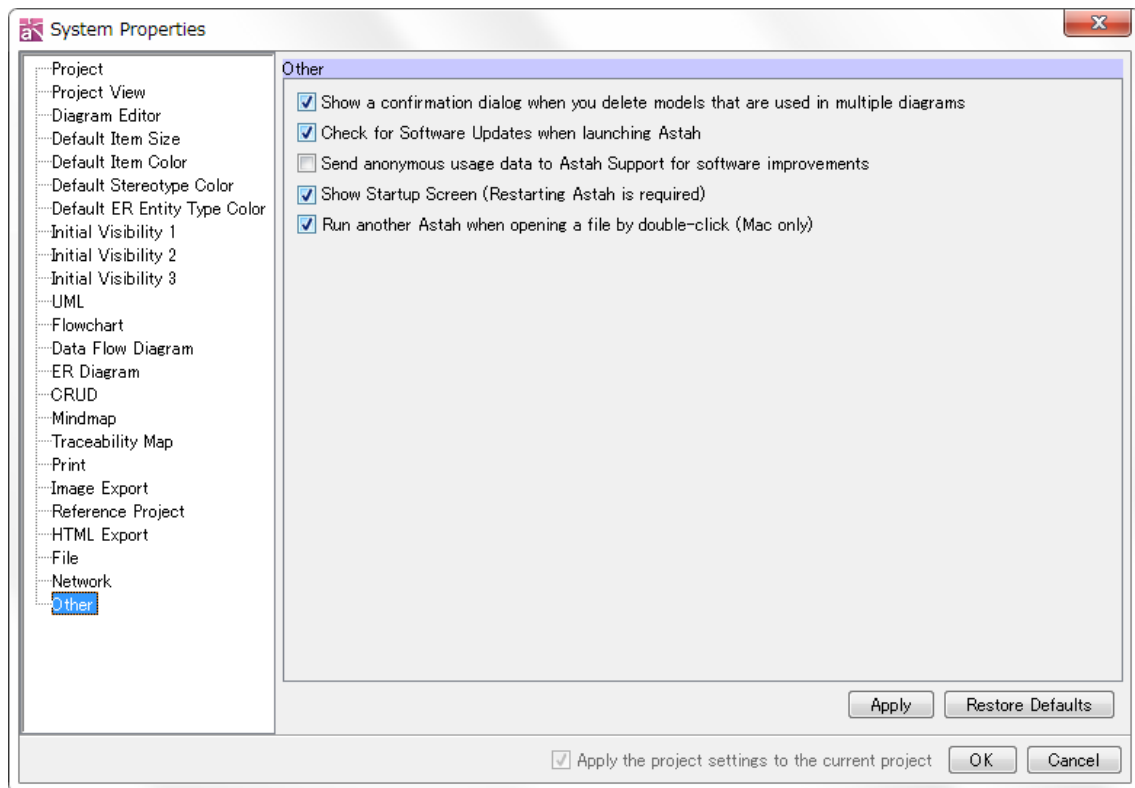 System Properties
Project
Project View
Diagram Editor
Default Item Size
Default Item Color
Default Stereotype Color
Default ER Entity Type Color
Initial Visibility 1
Initial Visibility 2
Initial Visibility 3
UML
Flowchart
Data Flow Diagram
ER Diagram
CRUD
Mindmap
Traceability Map
Print
Image Export
Reference Project
HTML Export
File
Network
Other
Other
Show a confirmation dialog when you delete models that are used in multiple diagrams
Check for Software Updates when launching Astah
Send anonymous usage data to Astah Support for software improvements
Show Startup Screen (Restarting Astah is required)
Run another Astah when opening a file by double-click (Mac only)
Apply Restore Defaults
Apply the project settings to the current project OK Cancel